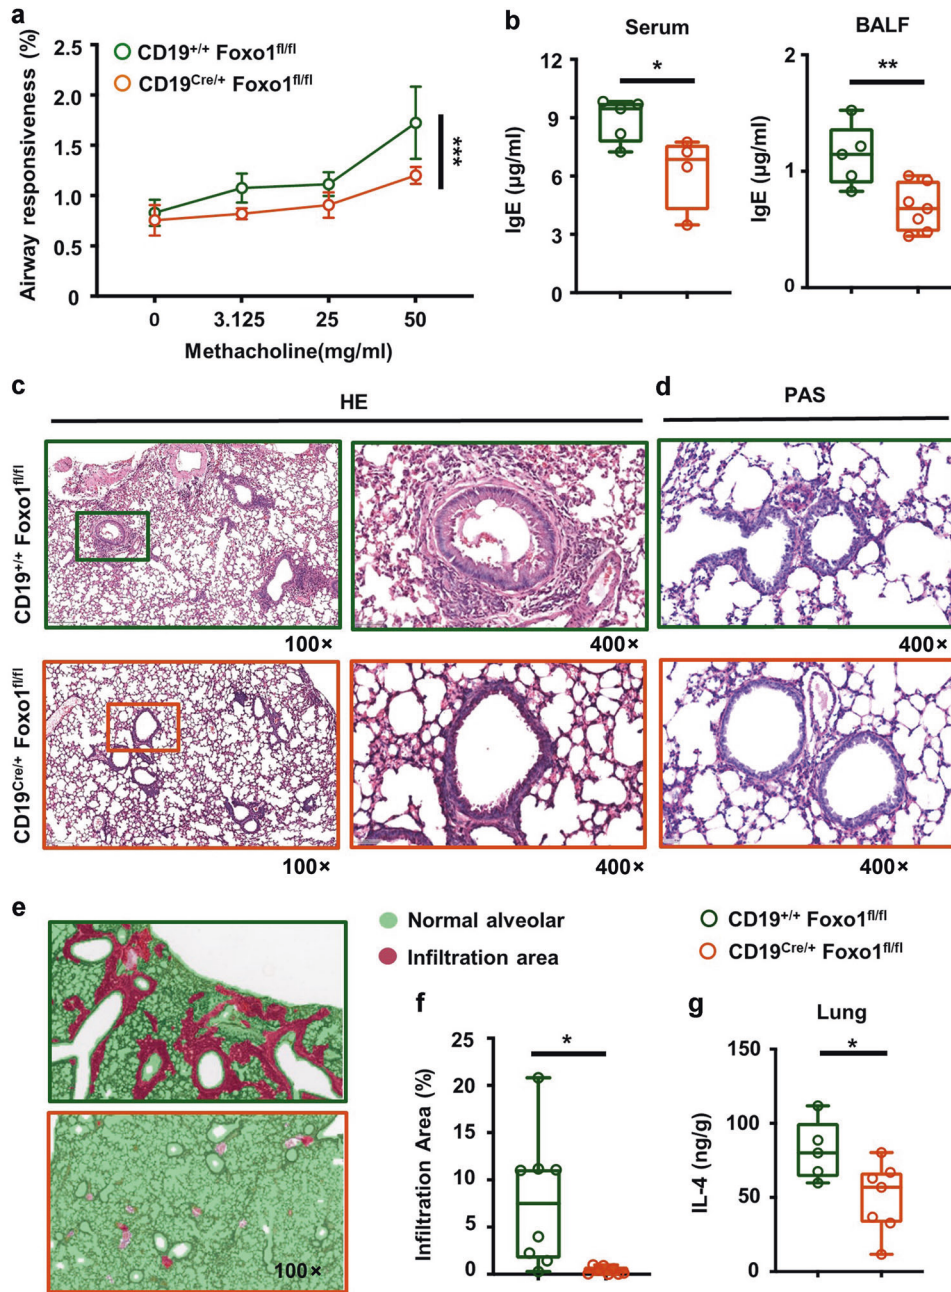 a
Airway responsiveness (%)
2.5
2.0
1.5
1.0
0.5
0
CD19+/+ Foxo1fl/fl
CD19Cre/+ Foxo1fl/fl
***
0 3.125 25 50
Methacholine(mg/ml)
b
Serum
IgE (µg/ml)
12
9
6
3
0
*
BALF
IgE (µg/ml)
2
1
0
**
c
HE
d
PAS
CD19+/+ Foxo1fl/fl
100×
400×
400×
CD19Cre/+ Foxo1fl/fl
100×
400×
400×
e
100×
Normal alveolar
Infiltration area
CD19+/+ Foxo1fl/fl
CD19Cre/+ Foxo1fl/fl
f
Infiltration Area (%)
25
20
15
10
5
0
*
g
Lung
IL-4 (ng/g)
150
100
50
0
*